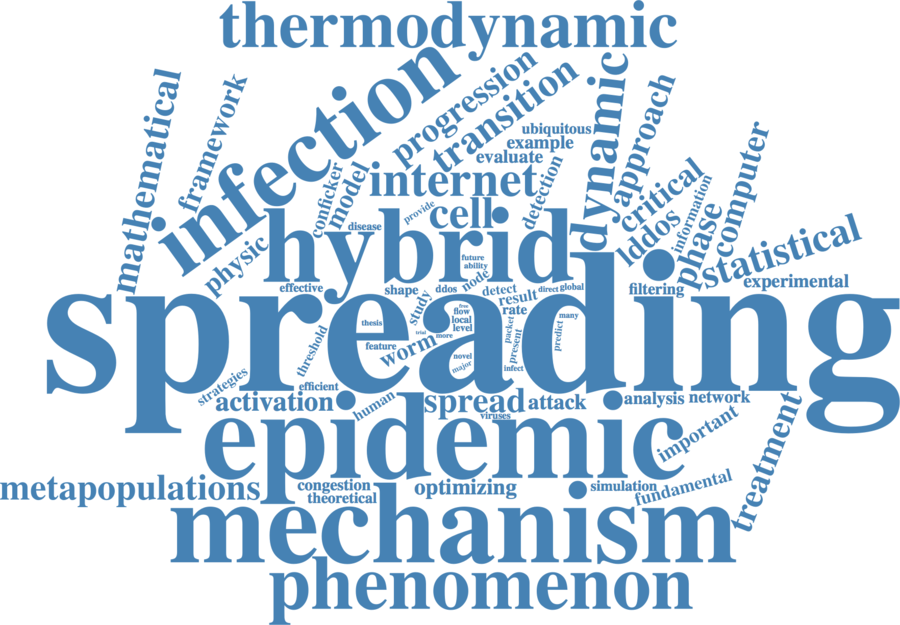 thermodynamic
mathematical
framework
infection
progression
transition
dynamic
approach
ubiquitous
example
evaluate
internet
conficker
model
detection
critical
information
computer
lddos
phase
statistical
experimental
physic
disease
provide
cell
hybrid
future
ability
node
effective
shape
ddos
detect
direct
global
filtering
study
result
rate
spreading
thesis
free
flow
local
level
trial
more
packet
present
many
predict
threshold
feature
worm
novel
major
infect
strategies
efficient
activation
human
spread
viruses
attack
analysis
network
epidemic
important
treatment
metapopulations
congestion
theoretical
optimizing
simulation
fundamental
mechanism
phenomenon